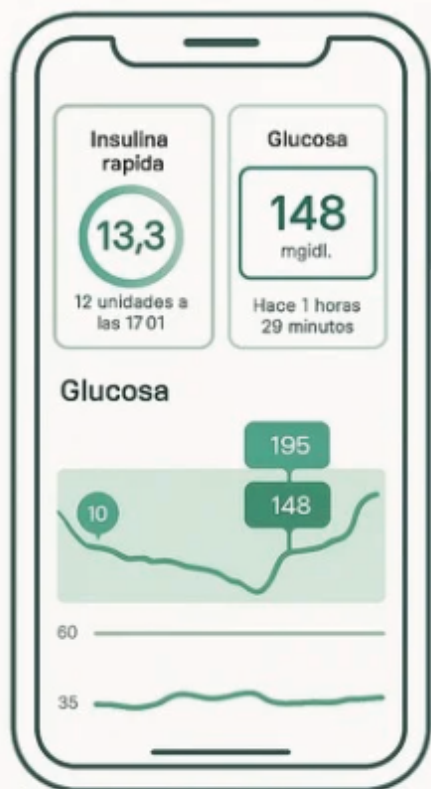 Insulina
rapida
13,3
12 unidades a
las 17 01
Glucosa
148
mgidl.
Hace 1 horas
29 minutos
Glucosa
195
148
10
60
35